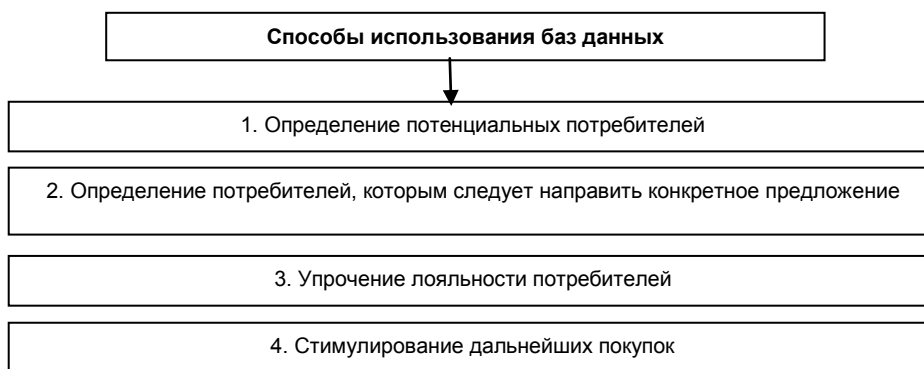 Способы использования баз данных
1. Определение потенциальных потребителей
2. Определение потребителей, которым следует направить конкретное предложение
3. Упрочение лояльности потребителей
4. Стимулирование дальнейших покупок